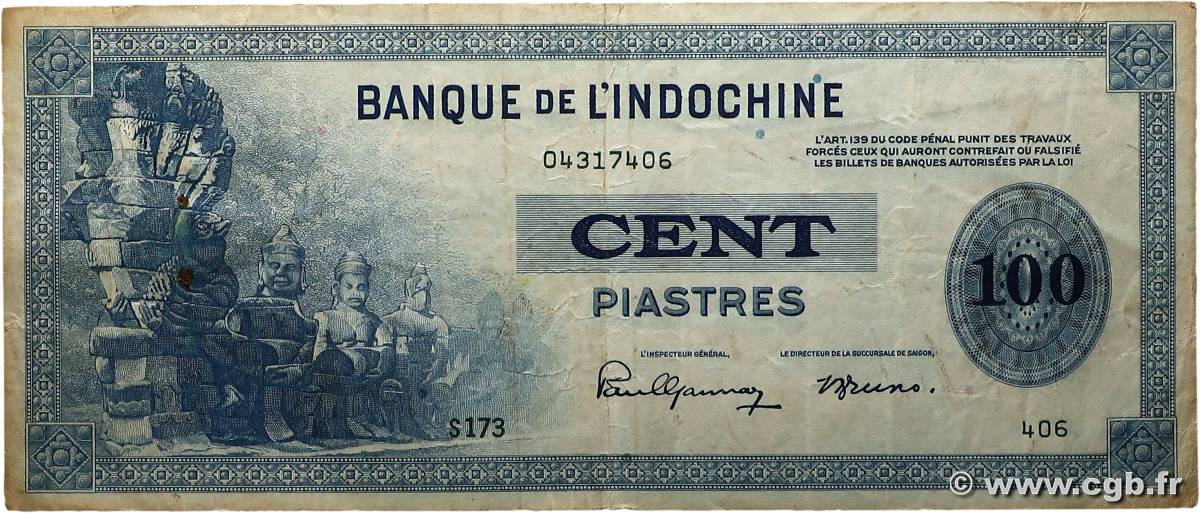 BANQUE DE L'INDOCHINE
04317406
L'ART. 139 DU CODE PÉNAL PUNIT DES TRAVAUX
FORCÉS CEUX QUI AURONT CONTREFAIT OU FALSIFIÉ
LES BILLETS DE BANQUES AUTORISÉES PAR LA LOI
CENT
100
PIASTRES
L'INSPECTEUR GÉNÉRAL,
LE DIRECTEUR DE LA SUCCURSALE DE SAIGON,
S173
406
© www.cgb.fr